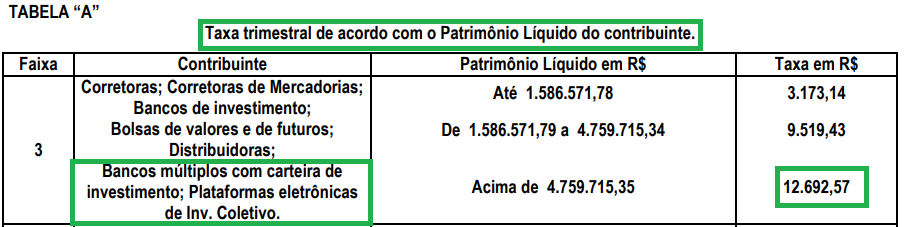 TABELA “A”
Taxa trimestral de acordo com o Patrimônio Líquido do contribuinte.
Faixa Contribuinte Patrimônio Líquido em R$ Taxa em R$
3
Corretoras; Corretoras de Mercadorias;
Bancos de investimento;
Bolsas de valores e de futuros;
Distribuidoras;
Bancos múltiplos com carteira de
investimento; Plataformas eletrônicas
de Inv. Coletivo.
Até 1.586.571,78
De 1.586.571,79 a 4.759.715,34
Acima de 4.759.715,35
3.173,14
9.519,43
12.692,57